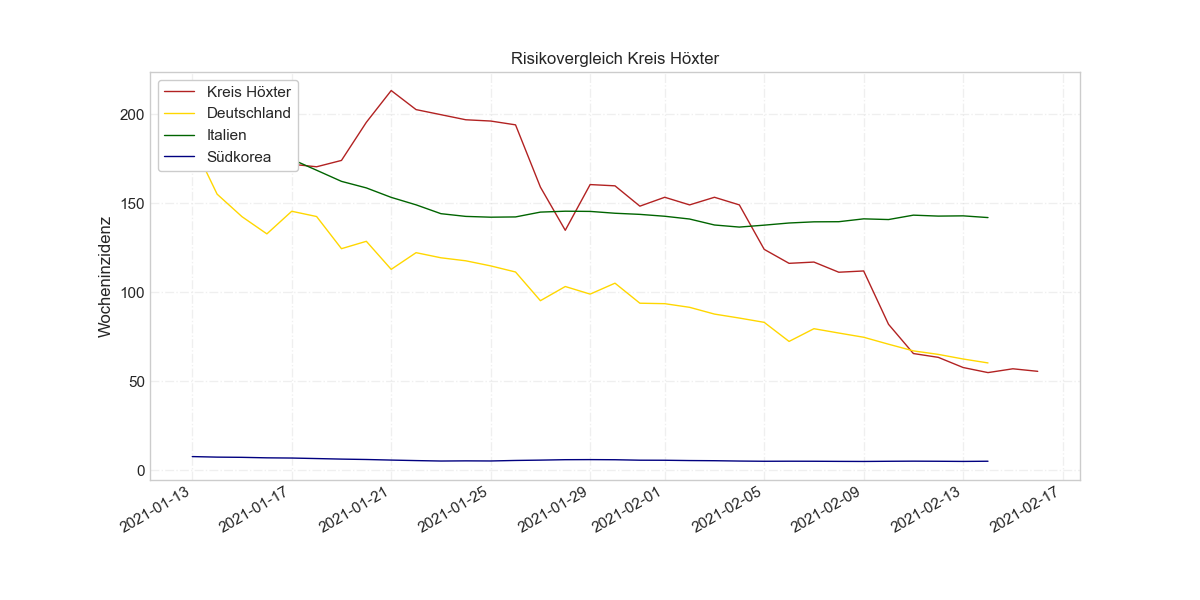 Risikovergleich Kreis Höxter
Kreis Höxter
Deutschland
Italien
Südkorea
Wocheninzidenz
200
150
100
50
0
2021-01-13
2021-01-17
2021-01-21
2021-01-25
2021-01-29
2021-02-01
2021-02-05
2021-02-09
2021-02-13
2021-02-17